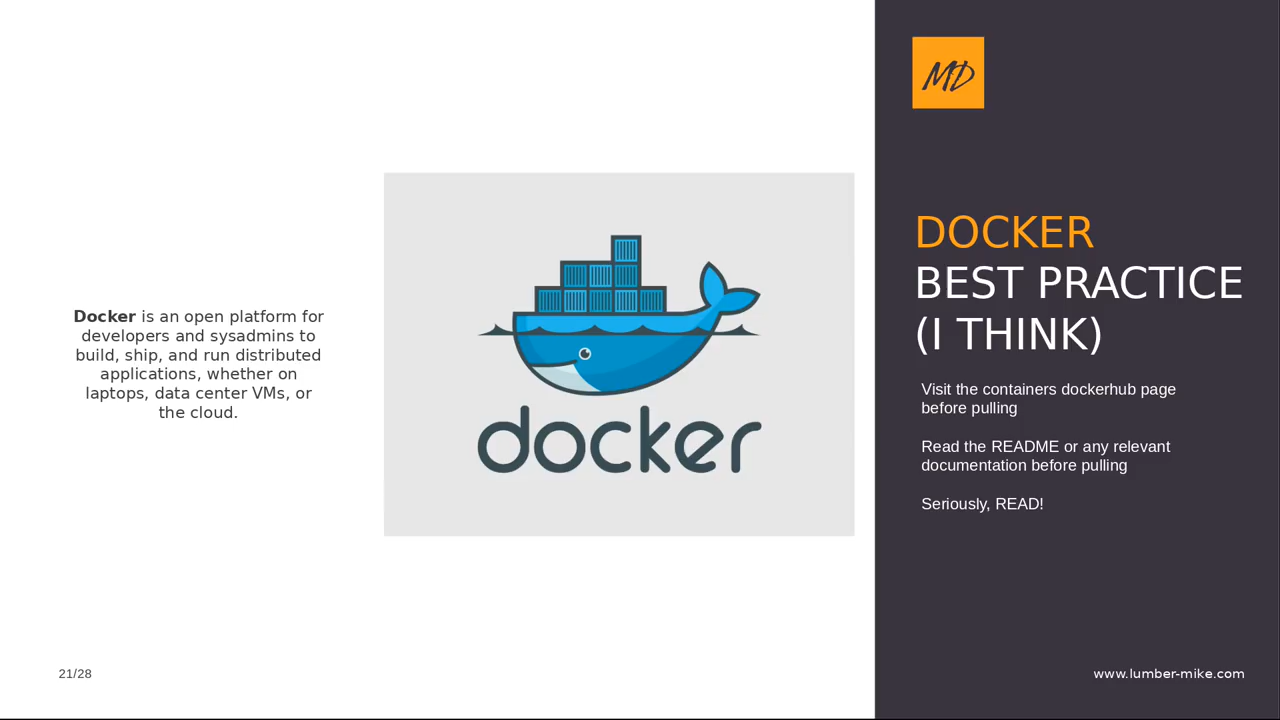 Docker is an open platform for
developers and sysadmins to
build, ship, and run distributed
applications, whether on
laptops, data center VMs, or
the cloud.
docker
MD
DOCKER
BEST PRACTICE
(I THINK)
Visit the containers dockerhub page
before pulling
Read the README or any relevant
documentation before pulling
Seriously, READ!
21/28
www.lumber-mike.com